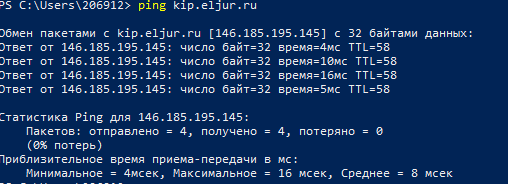 PS C:\Users\206912> ping kip.eljur.ru
Обмен пакетами с kip.eljur.ru [146.185.195.145] с 32 байтами данных:
Ответ от 146.185.195.145: число байт=32 время=4мс TTL=58
Ответ от 146.185.195.145: число байт=32 время=10мс TTL=58
Ответ от 146.185.195.145: число байт=32 время=16мс TTL=58
Ответ от 146.185.195.145: число байт=32 время=5мс TTL=58
Статистика Ping для 146.185.195.145:
Пакетов: отправлено = 4, получено = 4, потеряно = 0
(0% потерь)
Приблизительное время приема-передачи в мс:
Минимальное = 4мсек, Максимальное = 16 мсек, Среднее = 8 мсек